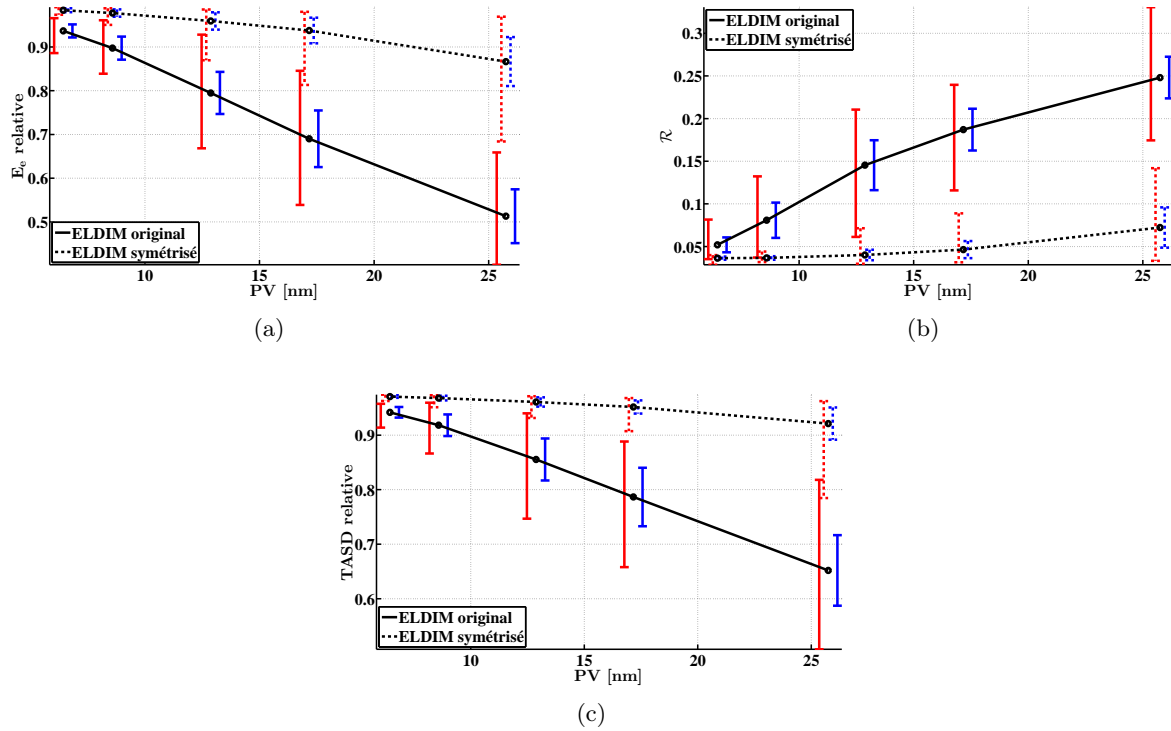 0.9
0.8
0.7
0.6
0.5
E_e relative
ELDIM original
ELDIM symétrisé
10
15
20
25
PV [nm]
(a)
0.3
0.25
0.2
0.15
0.1
0.05
ℛ
ELDIM original
ELDIM symétrisé
10
15
20
25
PV [nm]
(b)
0.9
0.8
0.7
0.6
TASD relative
ELDIM original
ELDIM symétrisé
10
15
20
25
PV [nm]
(c)